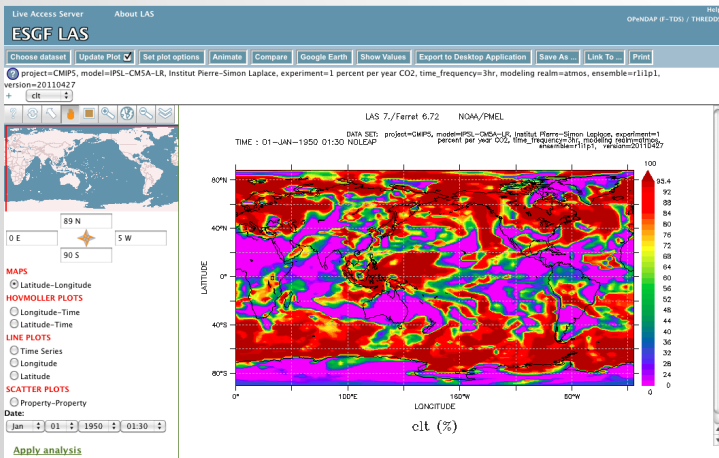 Live Access Server About LAS Help
OPeNDAP (F-TDS) / THREDDS
ESGF LAS
Choose dataset Update Plot Set plot options Animate Compare Google Earth Show Values Export to Desktop Application Save As ... Link To ... Print
? project=CMIP5, model=IPSL-CM5A-LR, Institut Pierre-Simon Laplace, experiment=1 percent per year CO2, time_frequency=3hr, modeling realm=atmos, ensemble=r1i1p1,
version=20110427
+ clt
89 N
0 E 5 W
90 S
MAPS
Latitude-Longitude
HOVMOLLER PLOTS
Longitude-Time
Latitude-Time
LINE PLOTS
Time Series
Longitude
Latitude
SCATTER PLOTS
Property-Property
Date:
Jan 01 1950 01:30
Apply analysis
LAS 7./Ferret 6.72 NOAA/PMEL
TIME : 01-JAN-1950 01:30 NOLEAP
DATA SET: project=CMIP5, model=IPSL-CM5A-LR, Institut Pierre-Simon Laplace, experiment=1
percent per year CO2, time_frequency=3hr, modeling realm=atmos,
ensemble=r1i1p1, version=20110427
LATITUDE
80°N
40°N
0°
40°S
80°S
0° 100°E 160°W 80°W
LONGITUDE
clt (%)
100
95.4
92
88
84
80
76
72
68
64
60
56
52
48
44
40
36
32
28
24
0
0